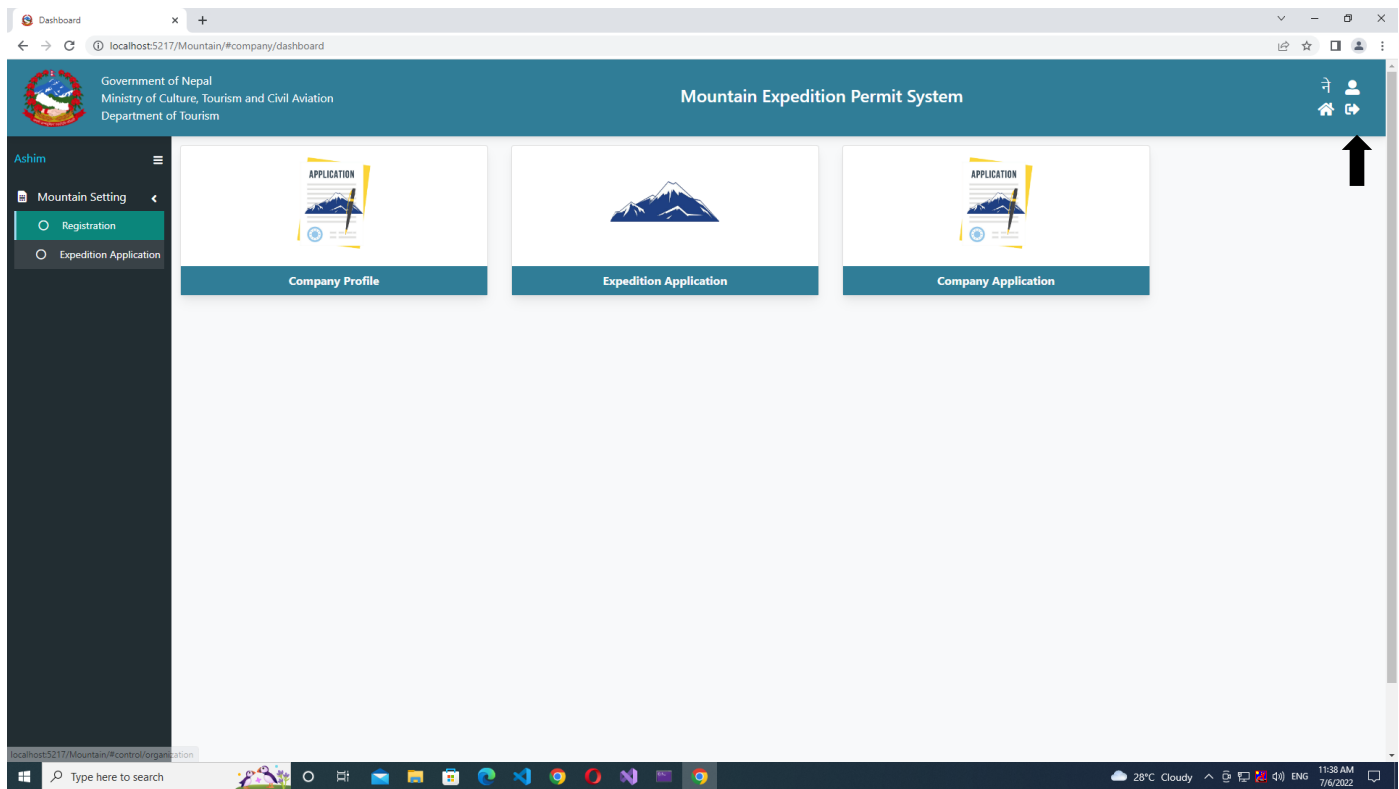 Dashboard
localhost:5217/Mountain/#company/dashboard
Government of Nepal
Ministry of Culture, Tourism and Civil Aviation
Department of Tourism
Mountain Expedition Permit System
ने
Ashim
Mountain Setting
Registration
Expedition Application
APPLICATION
Company Profile
Expedition Application
APPLICATION
Company Application
localhost:5217/Mountain/#control/organization
Type here to search
28°C Cloudy
ENG
11:38 AM
7/6/2022